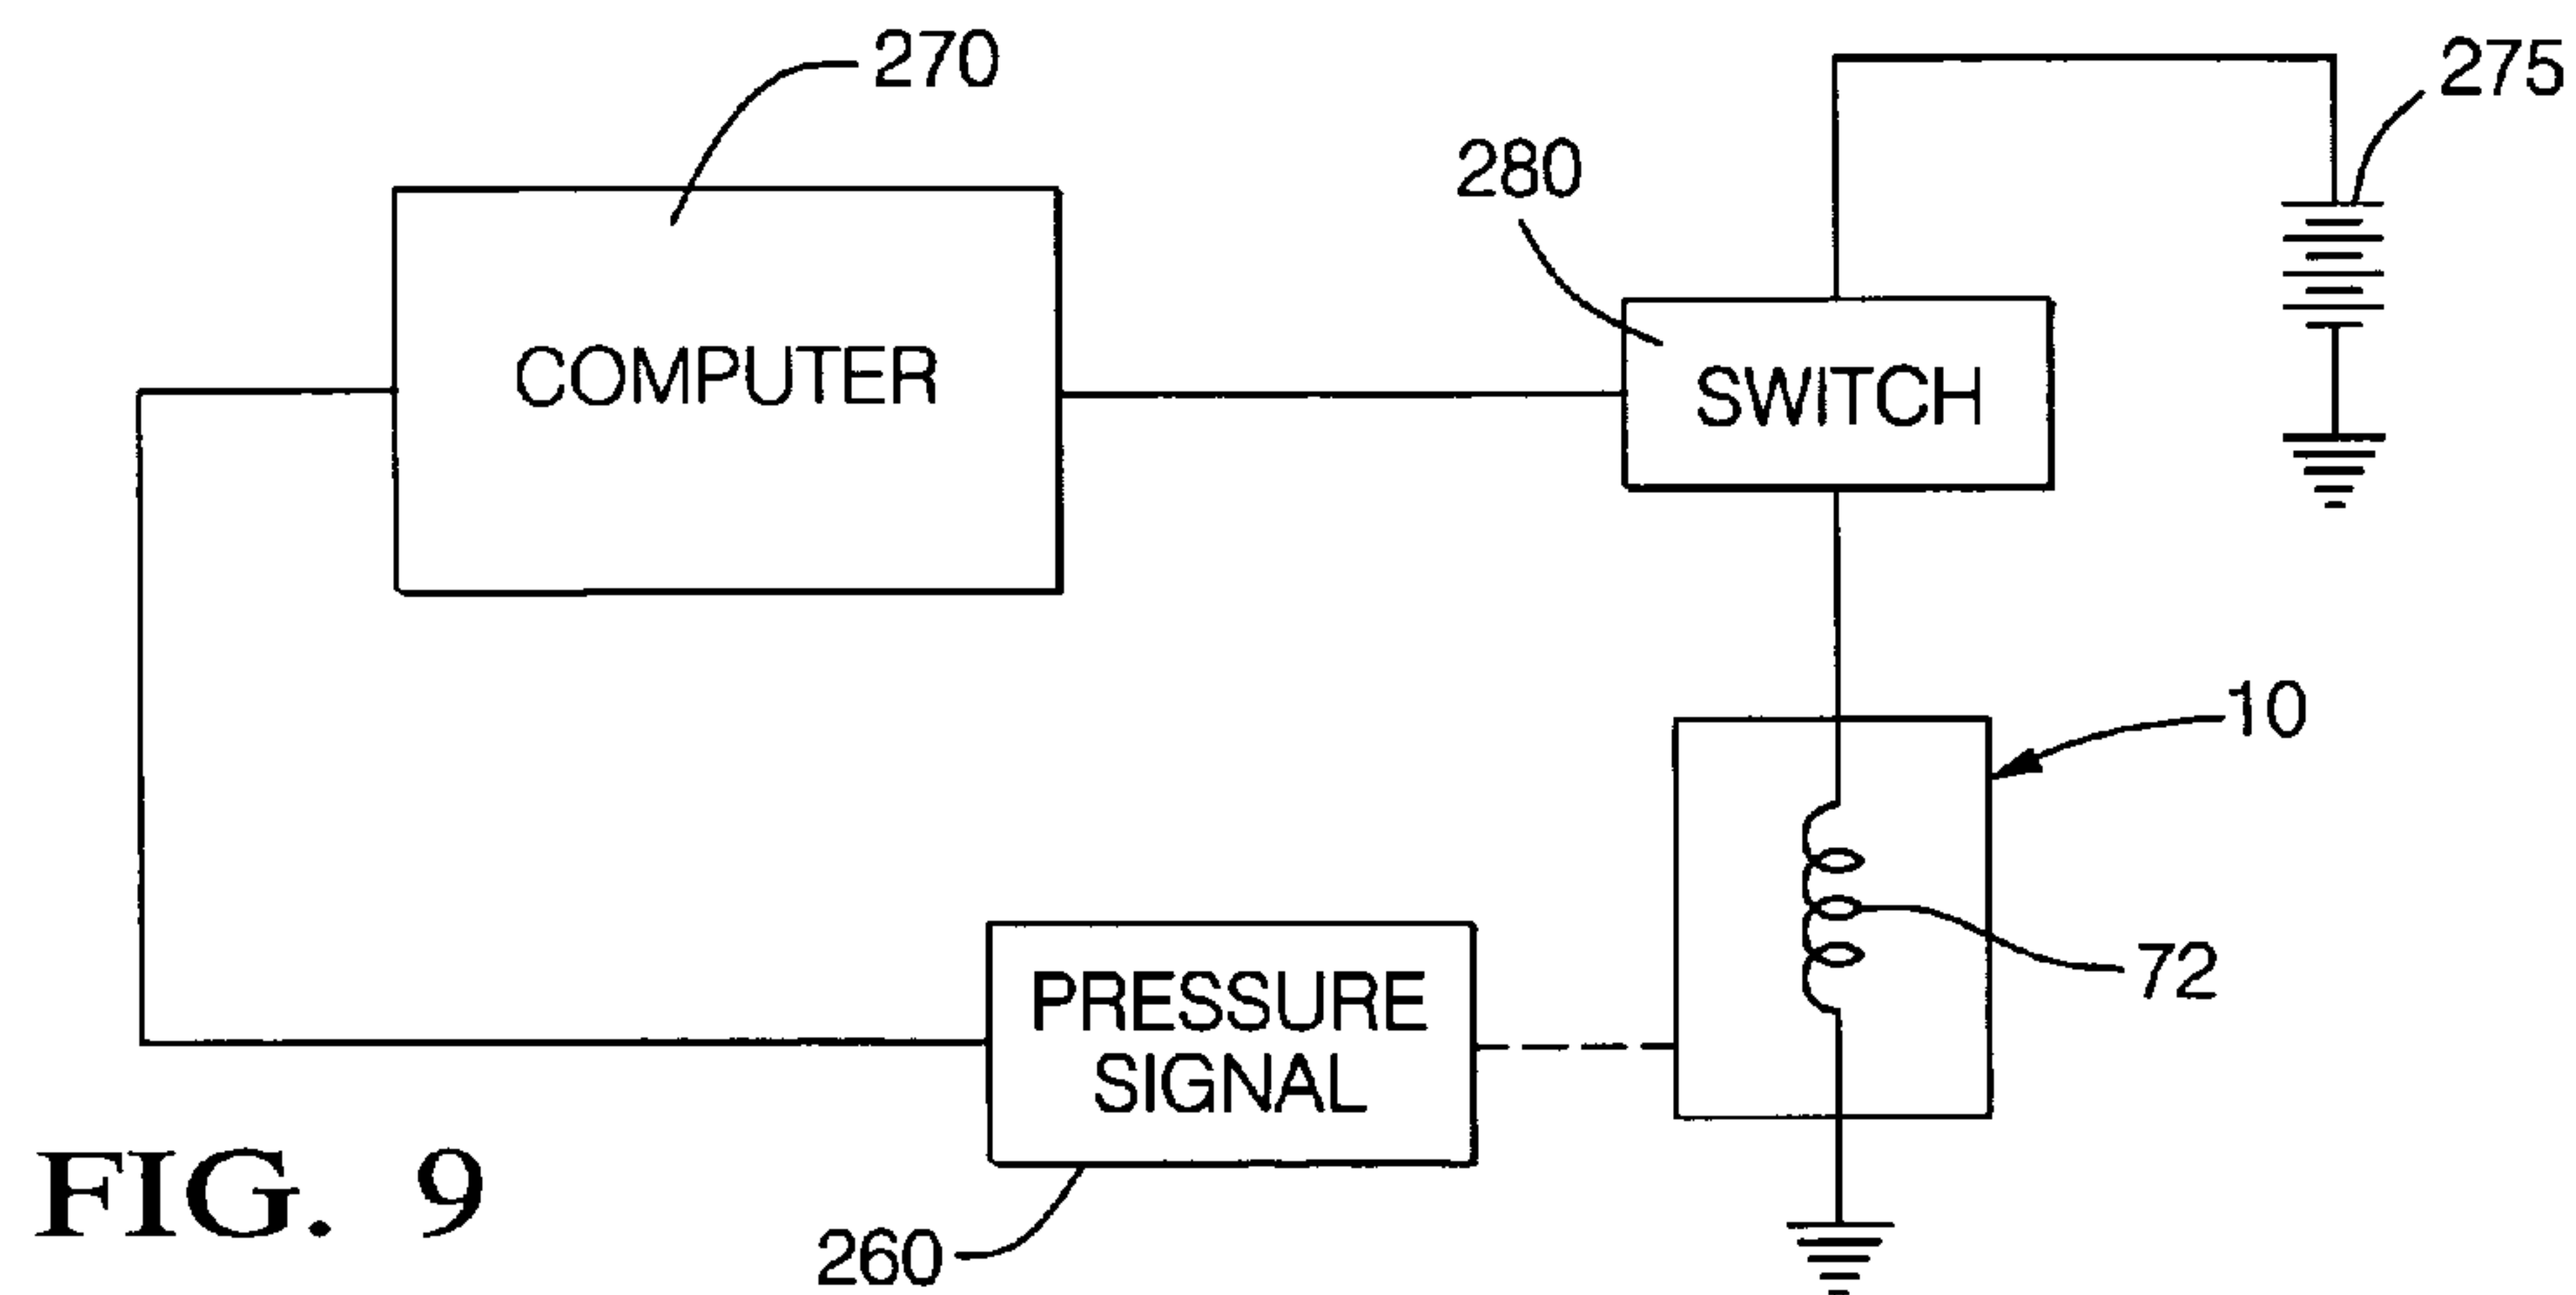 270
275
280
COMPUTER
SWITCH
10
PRESSURE
SIGNAL
72
FIG. 9
260